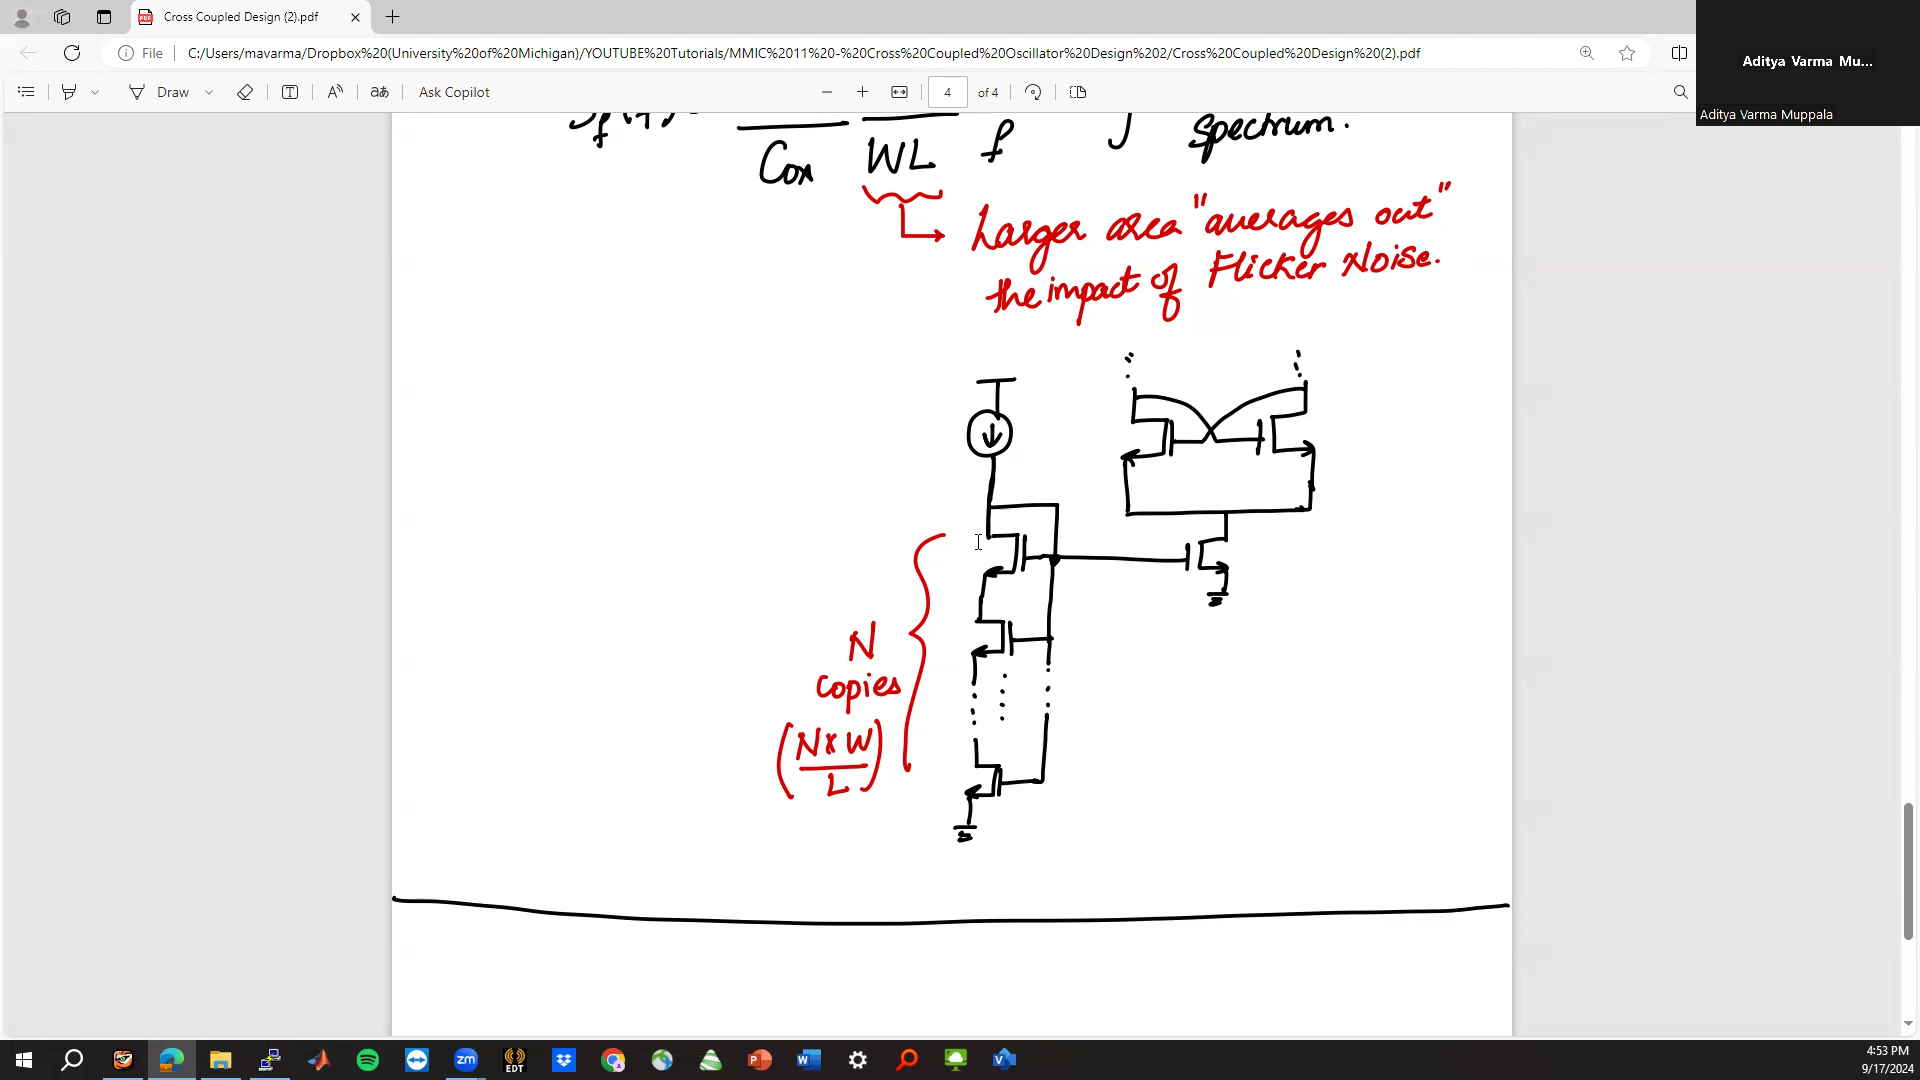 Cross Coupled Design (2).pdf
File
C:/Users/mavarma/Dropbox%20(University%20of%20Michigan)/YOUTUBE%20Tutorials/MMIC%2011%20-%20Cross%20Coupled%20Oscillator%20Design%202/Cross%20Coupled%20Design%20(2).pdf
Aditya Varma Mu...
Aditya Varma Muppala
Draw
Ask Copilot
4
of 4
spectrum.
Cox WL f
Larger area "averages out"
the impact of Flicker Noise.
N
copies
(N x W
L)
EDT
zm
4:53 PM
9/17/2024